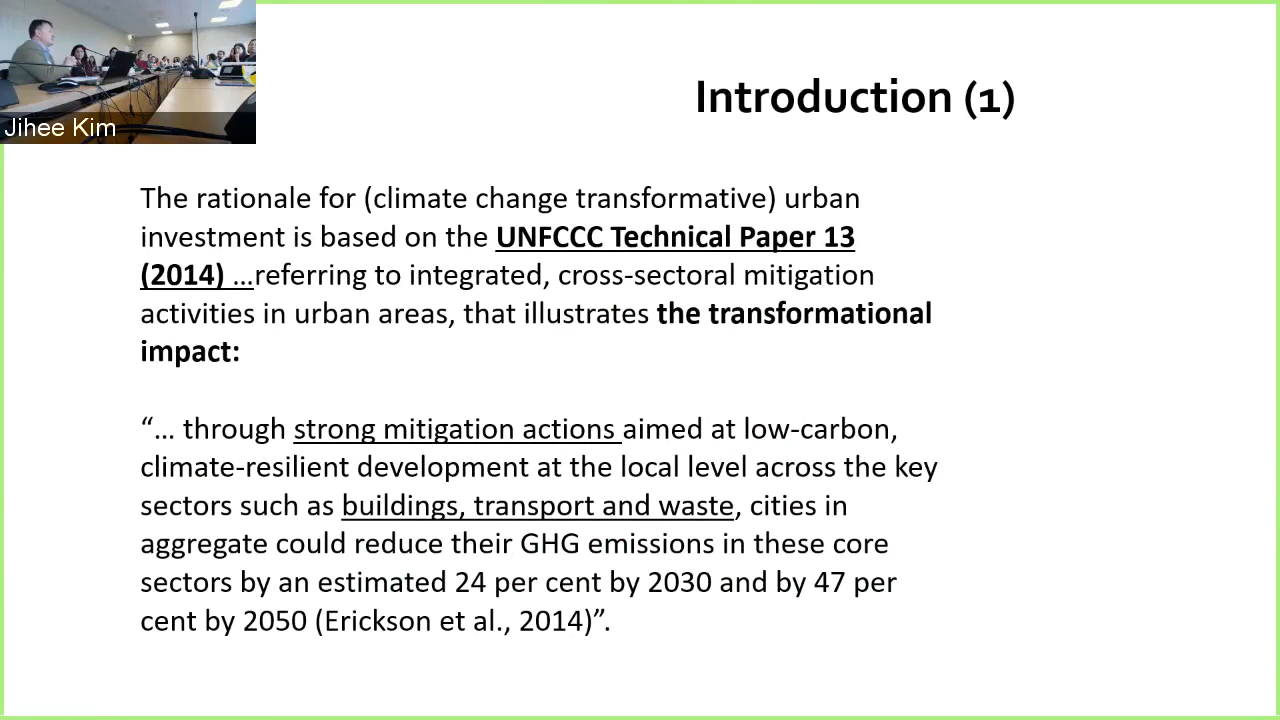 Jihee Kim
Introduction (1)
The rationale for (climate change transformative) urban
investment is based on the UNFCCC Technical Paper 13
(2014) …referring to integrated, cross-sectoral mitigation
activities in urban areas, that illustrates the transformational
impact:
“… through strong mitigation actions aimed at low-carbon,
climate-resilient development at the local level across the key
sectors such as buildings, transport and waste, cities in
aggregate could reduce their GHG emissions in these core
sectors by an estimated 24 per cent by 2030 and by 47 per
cent by 2050 (Erickson et al., 2014)”.